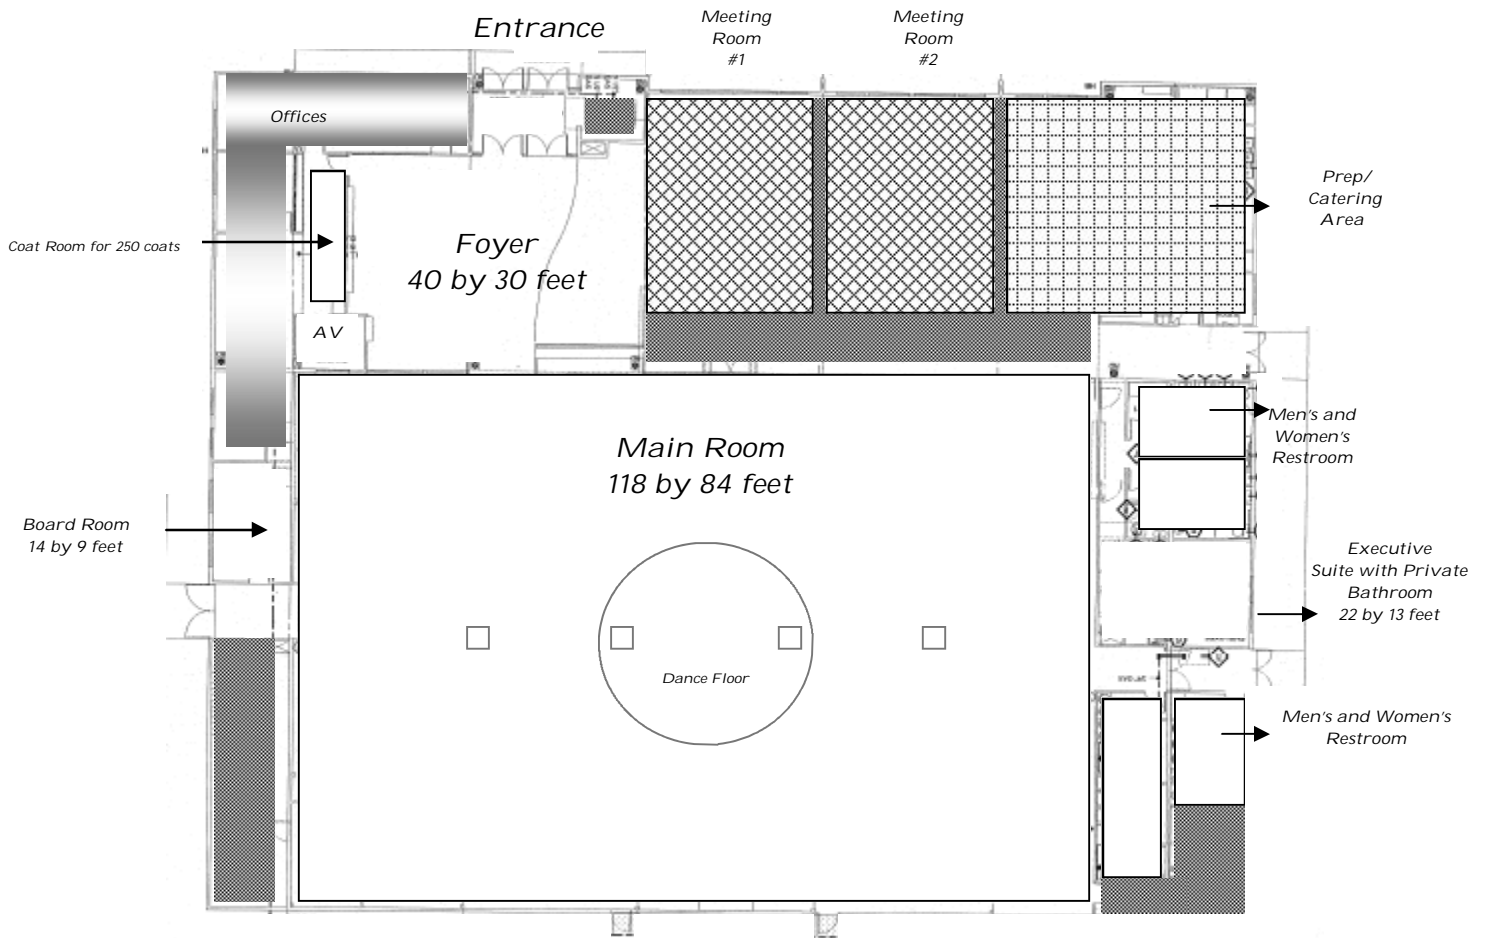 Entrance
Meeting
Room
#1
Meeting
Room
#2
Offices
Prep/
Catering
Area
Coat Room for 250 coats
Foyer
40 by 30 feet
AV
Men's and
Women's
Restroom
Main Room
118 by 84 feet
Board Room
14 by 9 feet
Executive
Suite with Private
Bathroom
22 by 13 feet
Dance Floor
Men's and Women's
Restroom